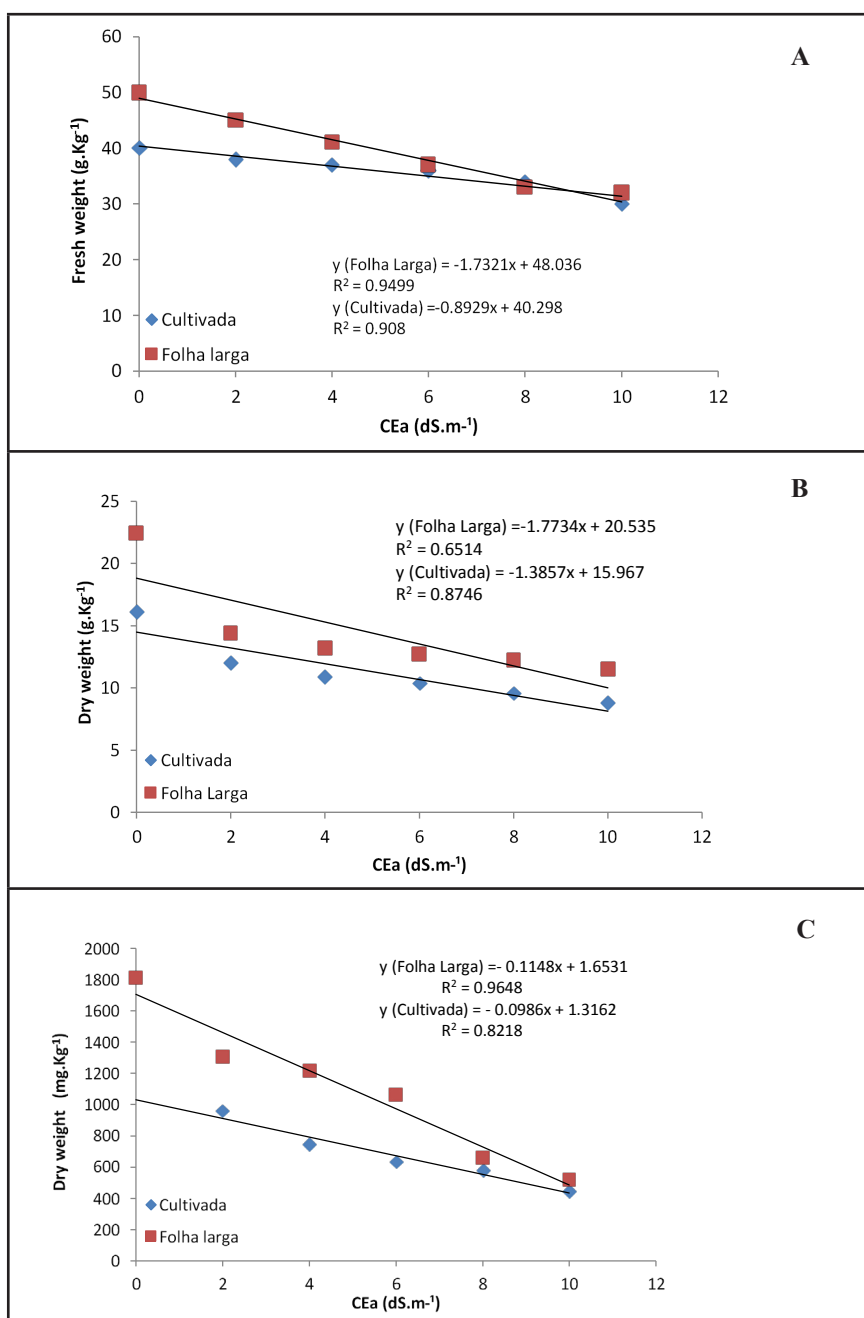 A
60
50
40
30
20
10
0
Fresh weight (g.Kg-1)
y (Folha Larga) = -1.7321x + 48.036
R² = 0.9499
y (Cultivada) =-0.8929x + 40.298
R² = 0.908
Cultivada
Folha larga
0 2 4 6 8 10 12
CEa (dS.m-¹)
B
25
20
15
10
5
0
Dry weight (g.Kg-¹)
y (Folha Larga) =-1.7734x + 20.535
R² = 0.6514
y (Cultivada) = -1.3857x + 15.967
R² = 0.8746
Cultivada
Folha Larga
0 2 4 6 8 10 12
CEa (dS.m-¹)
C
2000
1800
1600
1400
1200
1000
800
600
400
200
0
Dry weight (mg.Kg-¹)
y (Folha Larga) =- 0.1148x + 1.6531
R² = 0.9648
y (Cultivada) = - 0.0986x + 1.3162
R² = 0.8218
Cultivada
Folha larga
0 2 4 6 8 10 12
CEa (dS.m-¹)